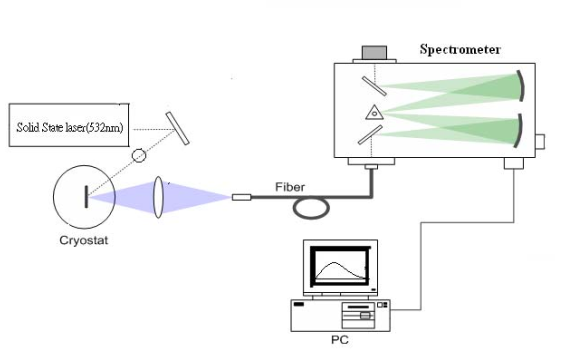 Spectrometer
Solid State laser(532nm)
Fiber
Cryostat
PC